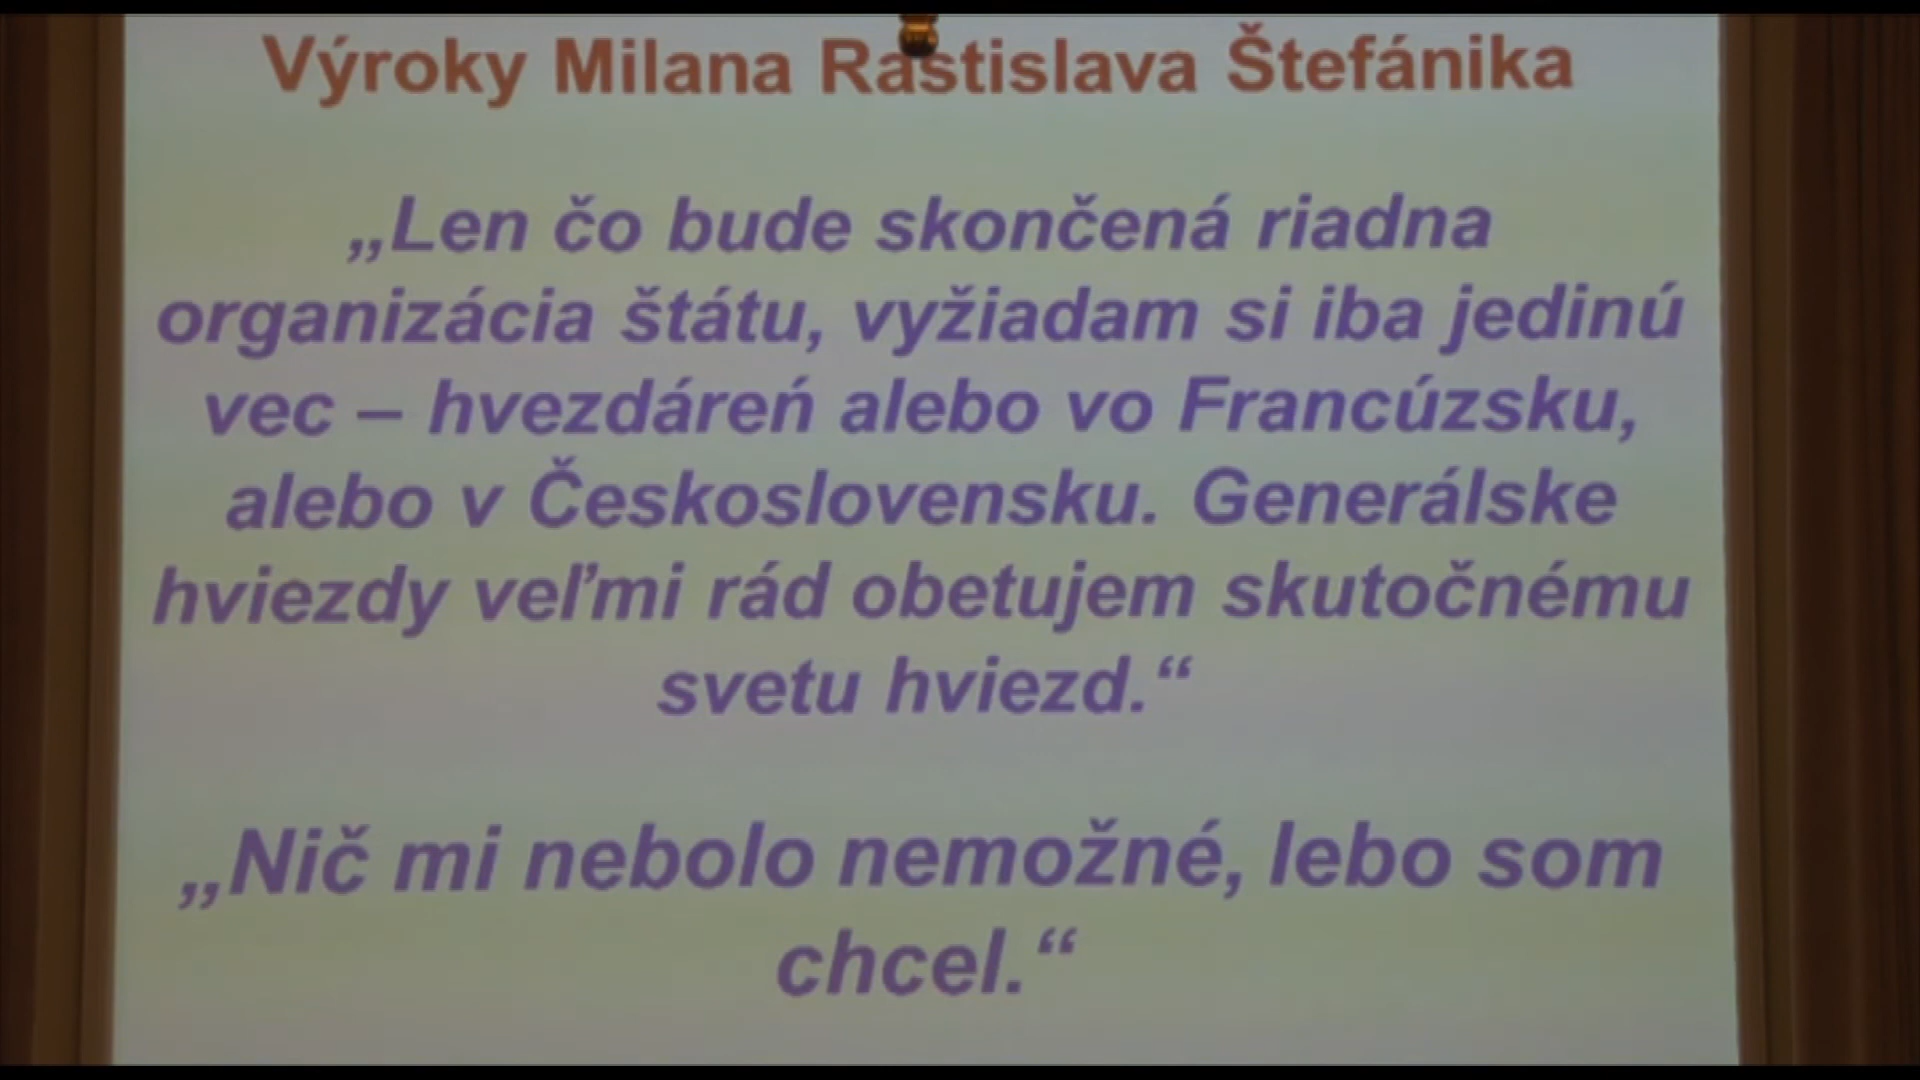 Výroky Milana Rastislava Štefánika
„Len čo bude skončená riadna
organizácia štátu, vyžiadam si iba jedinú
vec – hvezdáreń alebo vo Francúzsku,
alebo v Československu. Generálske
hviezdy veľmi rád obetujem skutočnému
svetu hviezd.“
„Nič mi nebolo nemožné, lebo som
chcel.“